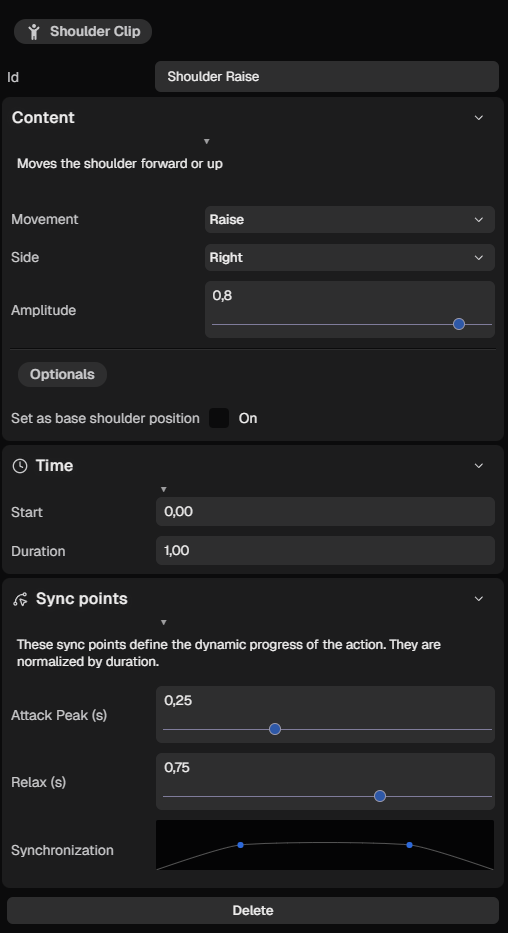 Shoulder Clip
Id
Shoulder Raise
Content
Moves the shoulder forward or up
Movement
Raise
Side
Right
Amplitude
0,8
Optionals
Set as base shoulder position
On
Time
Start
0,00
Duration
1,00
Sync points
These sync points define the dynamic progress of the action. They are
normalized by duration.
Attack Peak (s)
0,25
Relax (s)
0,75
Synchronization
Delete